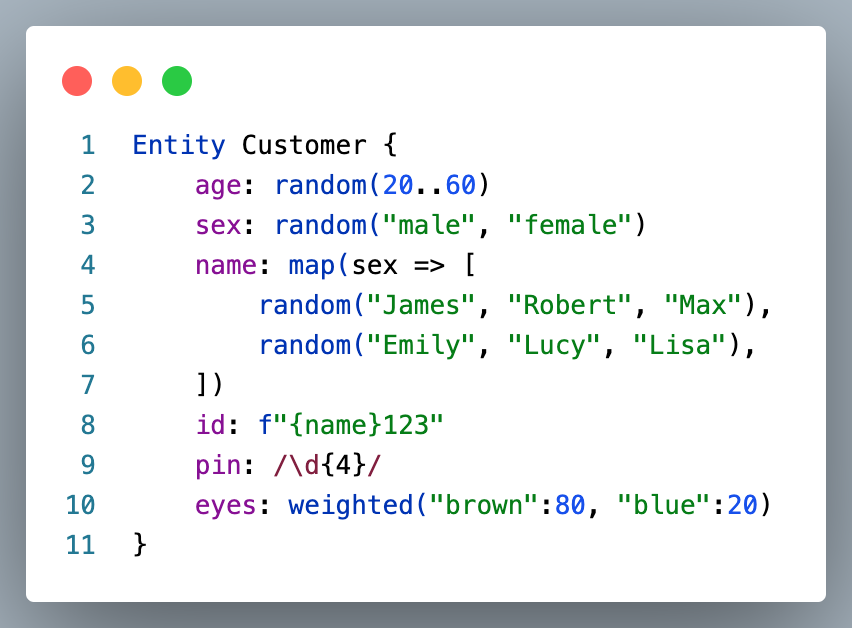 1 Entity Customer {
2     age: random(20..60)
3     sex: random("male", "female")
4     name: map(sex => [
5         random("James", "Robert", "Max"),
6         random("Emily", "Lucy", "Lisa"),
7     ])
8     id: f"{name}123"
9     pin: /\d{4}/
10     eyes: weighted("brown":80, "blue":20)
11 }